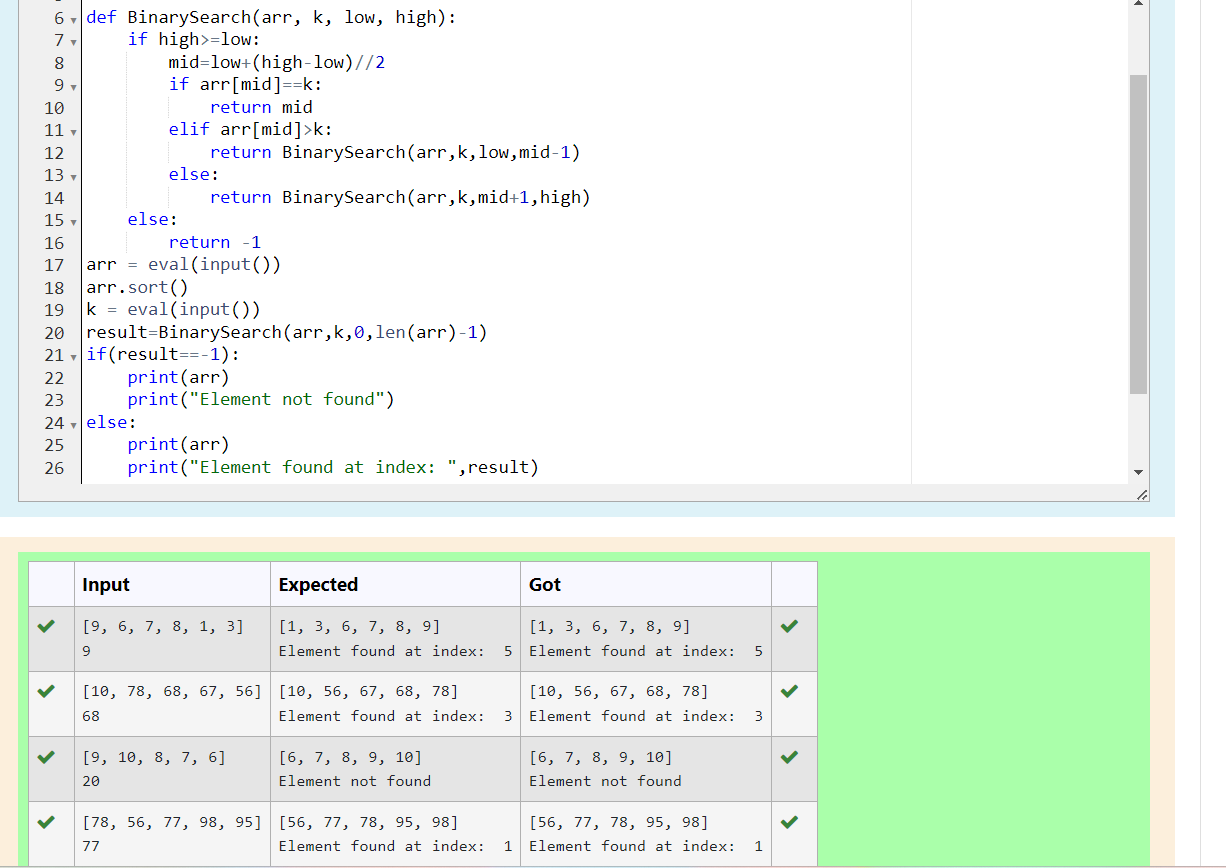 6 def BinarySearch(arr, k, low, high):
7     if high>=low:
8         mid=low+(high-low)//2
9         if arr[mid]==k:
10             return mid
11         elif arr[mid]>k:
12             return BinarySearch(arr,k,low,mid-1)
13         else:
14             return BinarySearch(arr,k,mid+1,high)
15     else:
16         return -1
17 arr = eval(input())
18 arr.sort()
19 k = eval(input())
20 result=BinarySearch(arr,k,0,len(arr)-1)
21 if(result==-1):
22     print(arr)
23     print("Element not found")
24 else:
25     print(arr)
26     print("Element found at index: ",result)
Input Expected Got
[9, 6, 7, 8, 1, 3] [1, 3, 6, 7, 8, 9] [1, 3, 6, 7, 8, 9]
9 Element found at index:  5 Element found at index:  5
[10, 78, 68, 67, 56] [10, 56, 67, 68, 78] [10, 56, 67, 68, 78]
68 Element found at index:  3 Element found at index:  3
[9, 10, 8, 7, 6] [6, 7, 8, 9, 10] [6, 7, 8, 9, 10]
20 Element not found Element not found
[78, 56, 77, 98, 95] [56, 77, 78, 95, 98] [56, 77, 78, 95, 98]
77 Element found at index:  1 Element found at index:  1